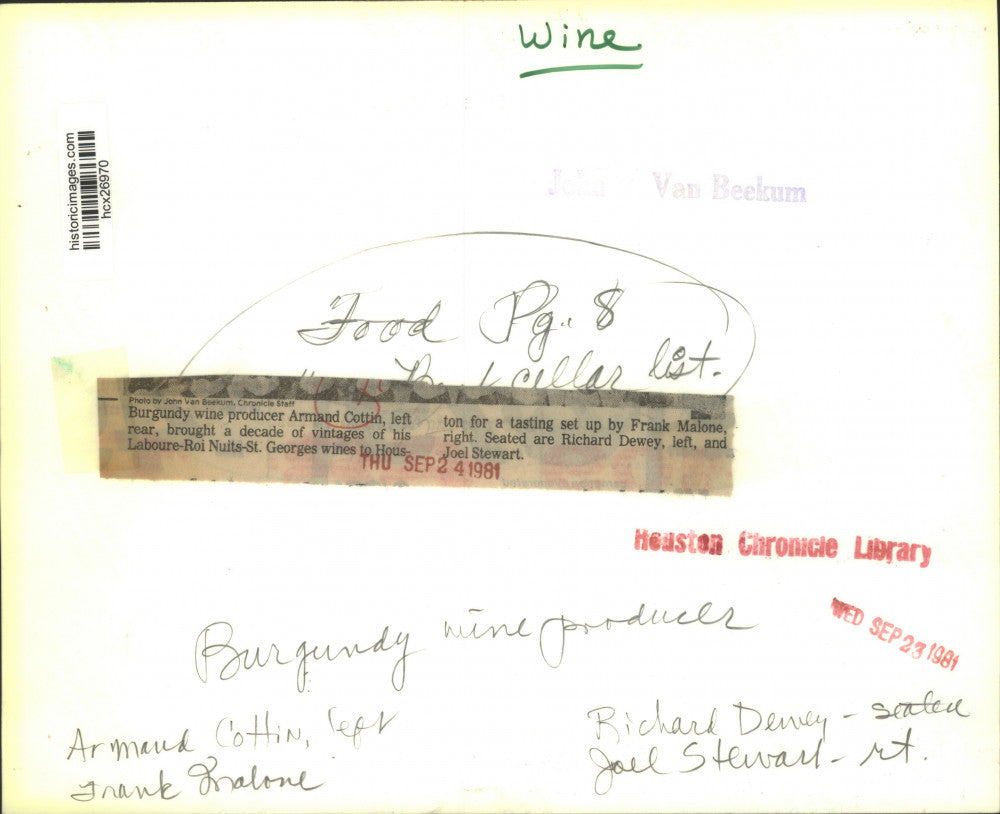 Wine
historicimages.com
hcx26970
John Van Beekum
Food Pg. 8
cellar list.
Photo by John Van Beekum, Chronicle Staff
Burgundy wine producer Armand Cottin, left
rear, brought a decade of vintages of his
Laboure-Roi Nuits-St. Georges wines to Hous-
ton for a tasting set up by Frank Malone,
right. Seated are Richard Dewey, left, and
Joel Stewart.
THU SEP 24 1981
Houston Chronicle Library
WED SEP 23 1981
Burgundy wine producer
Armand Cottin, left
Frank Malone
Richard Dewey - seated
Joel Stewart - rt.